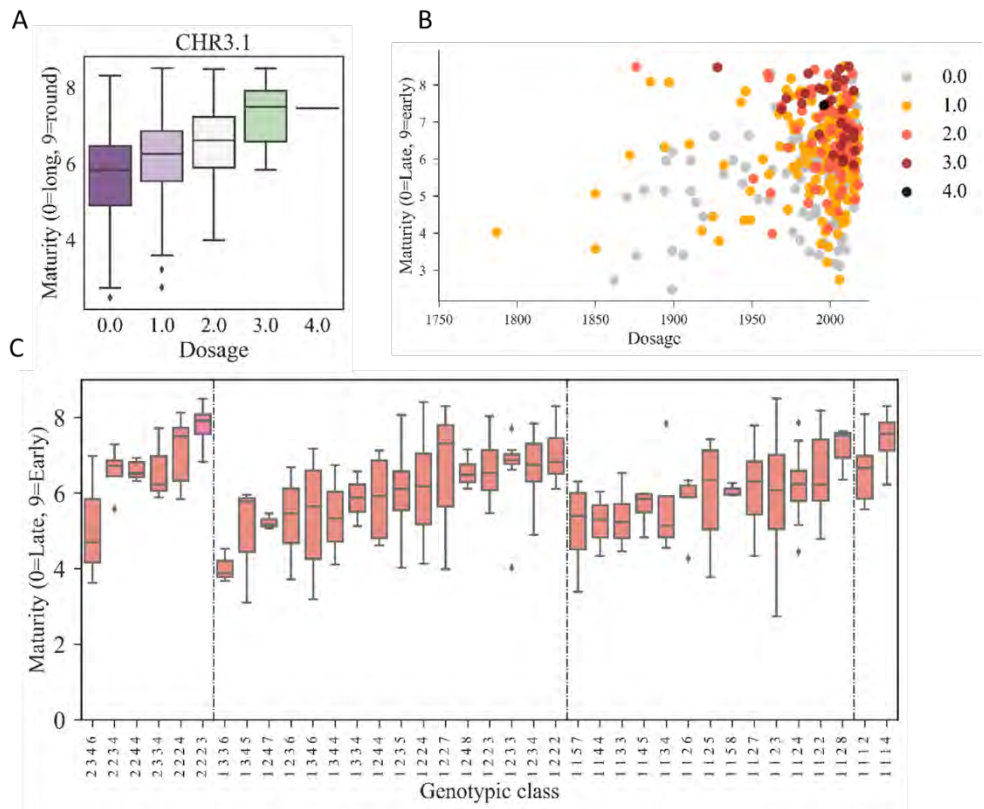 A
CHR3.1
Maturity (0=long, 9=round)
8
6
4
0.0 1.0 2.0 3.0 4.0
Dosage
B
Maturity (0=Late, 9=early)
8
7
6
5
4
3
1750 1800 1850 1900 1950 2000
Dosage
0.0
1.0
2.0
3.0
4.0
C
Maturity (0=Late, 9=Early)
8
6
4
2
0
2 3 4 6
2 2 3 4
2 4 4 4
2 3 3 4
2 2 2 4
2 2 2 3
1 3 3 6
1 3 4 5
1 2 4 7
1 2 3 6
1 3 4 6
1 3 4 4
1 3 3 4
1 2 4 4
1 2 3 5
1 2 2 4
1 2 2 7
1 2 4 8
1 2 2 3
1 2 3 3
1 2 3 4
1 2 2 2
1 1 5 7
1 1 4 4
1 1 3 3
1 1 4 5
1 1 3 4
1 1 2 6
1 1 2 5
1 1 5 8
1 1 2 7
1 1 2 3
1 1 2 4
1 1 2 2
1 1 2 8
1 1 1 2
1 1 1 4
Genotypic class